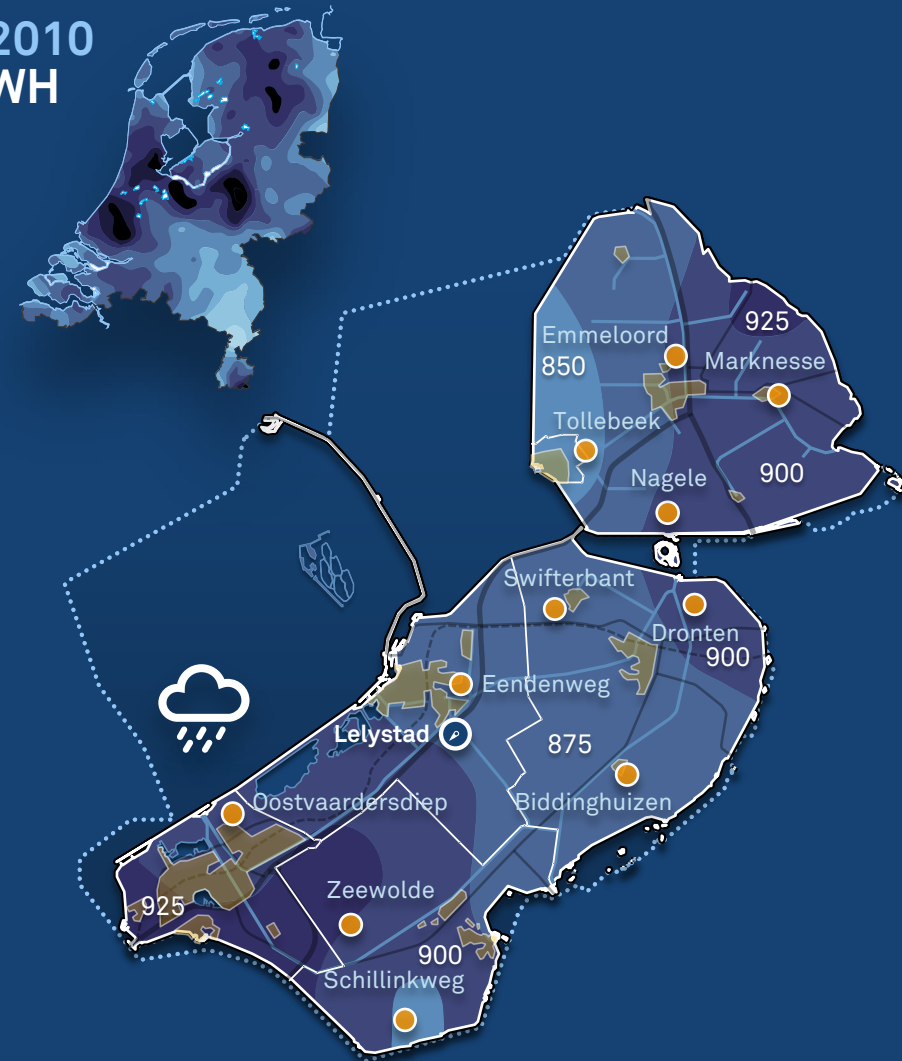 2010
WH
925
Emmeloord
850
Marknesse
Tollebeek
900
Nagele
Swifterbant
Dronten
900
Eendenweg
Lelystad
875
Oostvaardersdiep
Biddinghuizen
Zeewolde
925
900
Schillinkweg